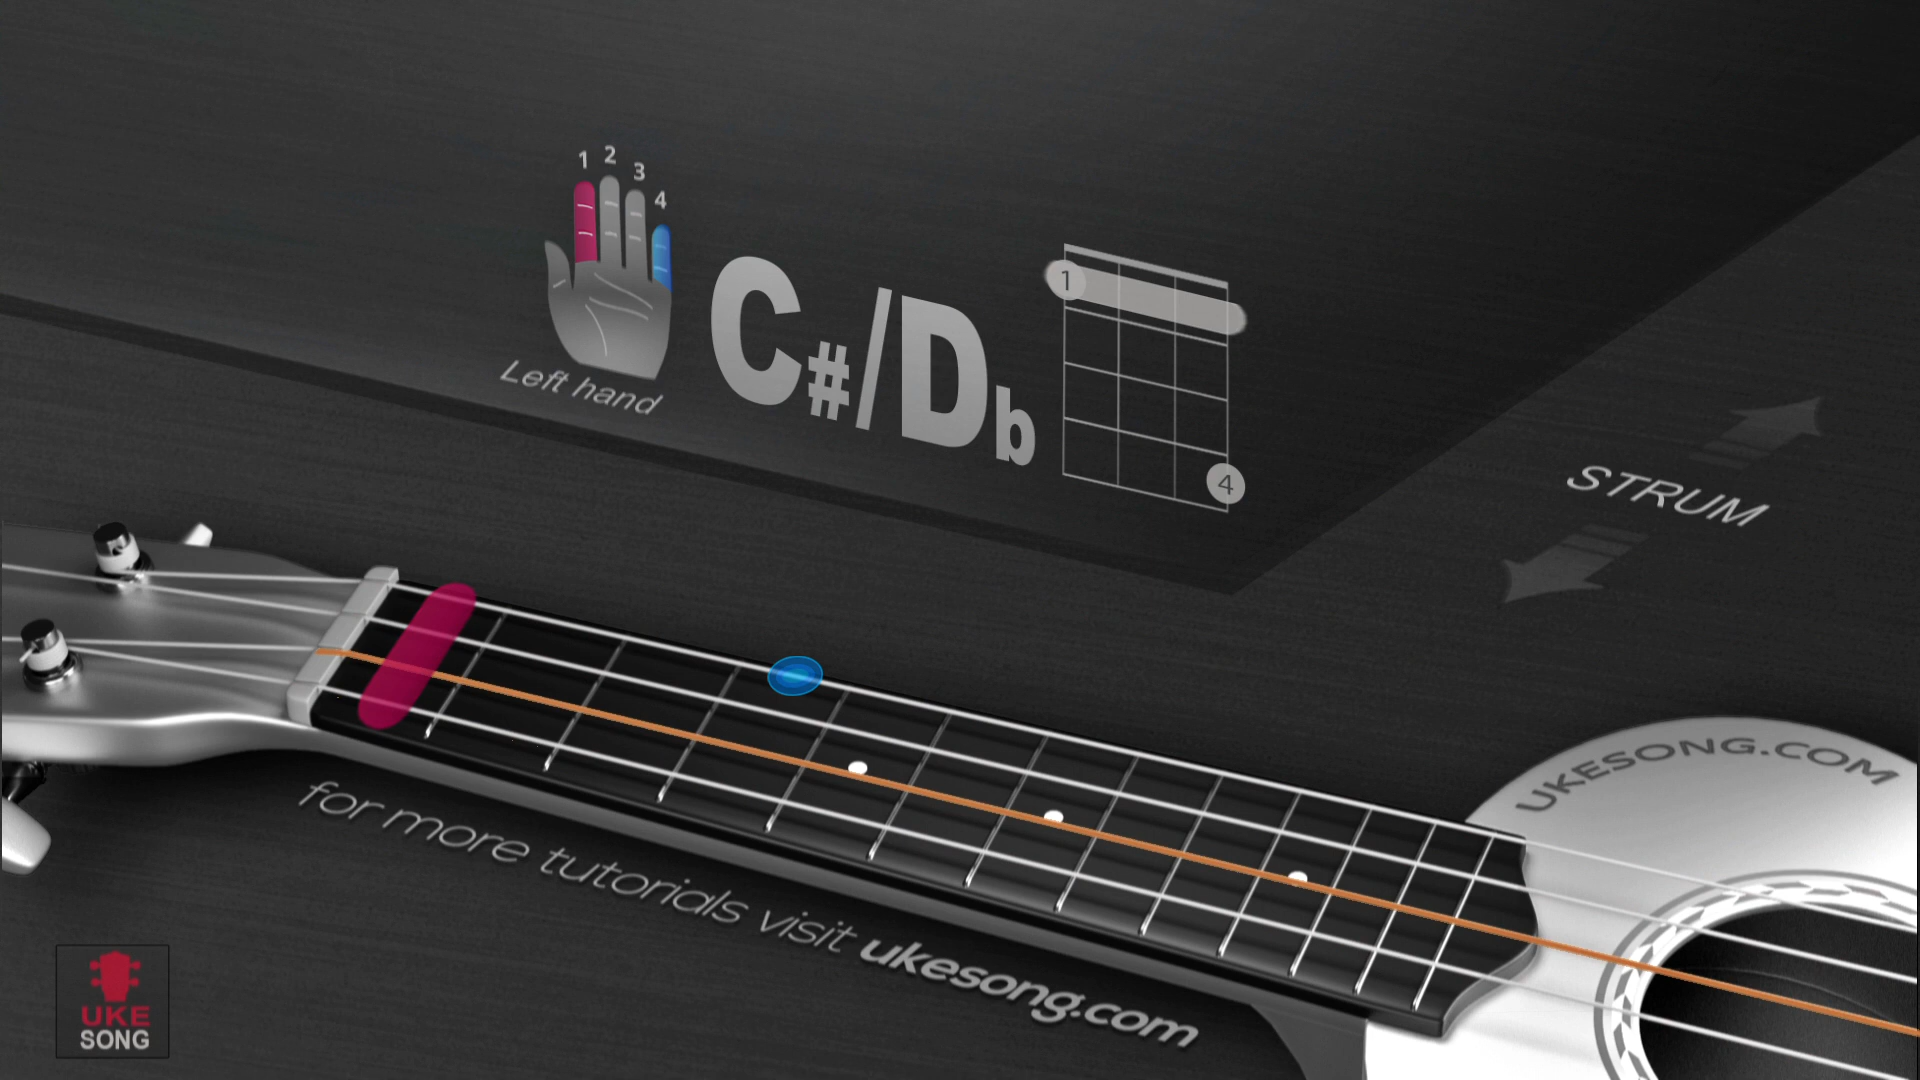 1 2 3 4
Left hand
C#/Db
1
4
STRUM
UKESONG.COM
for more tutorials visit ukesong.com
UKE
SONG